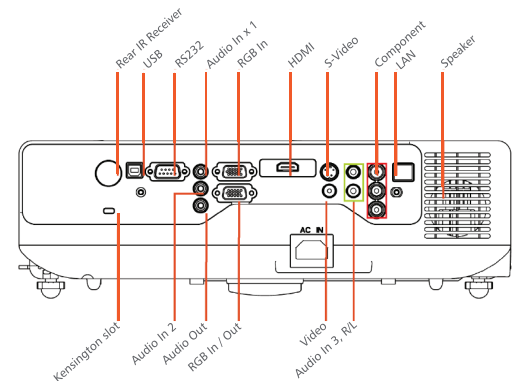 Rear IR Receiver
USB
RS232
Audio In x 1
RGB In
HDMI
S-Video
Component
LAN
Speaker
AC IN
Kensington slot
Audio In 2
Audio Out
RGB In / Out
Video
Audio In 3, R/L